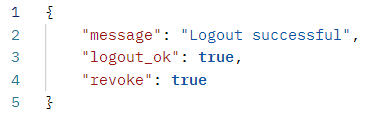 1 {
2 "message": "Logout successful",
3 "logout_ok": true,
4 "revoke": true
5 }